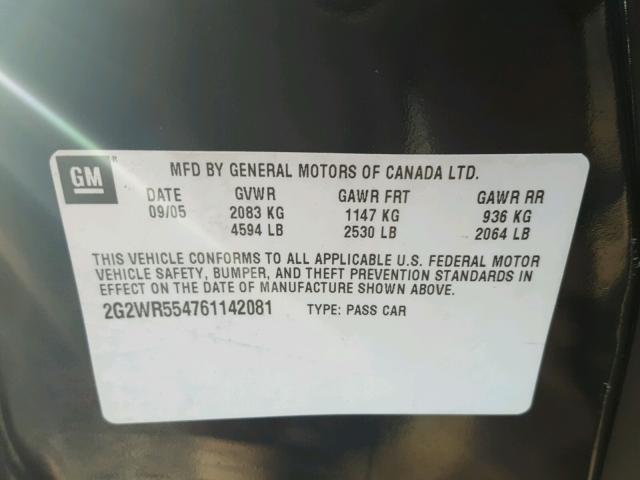 GM
MFD BY GENERAL MOTORS OF CANADA LTD.
DATE GVWR GAWR FRT GAWR RR
09/05 2083 KG 1147 KG 936 KG
4594 LB 2530 LB 2064 LB
THIS VEHICLE CONFORMS TO ALL APPLICABLE U.S. FEDERAL MOTOR
VEHICLE SAFETY, BUMPER, AND THEFT PREVENTION STANDARDS IN
EFFECT ON THE DATE OF MANUFACTURE SHOWN ABOVE.
2G2WR554761142081 TYPE: PASS CAR